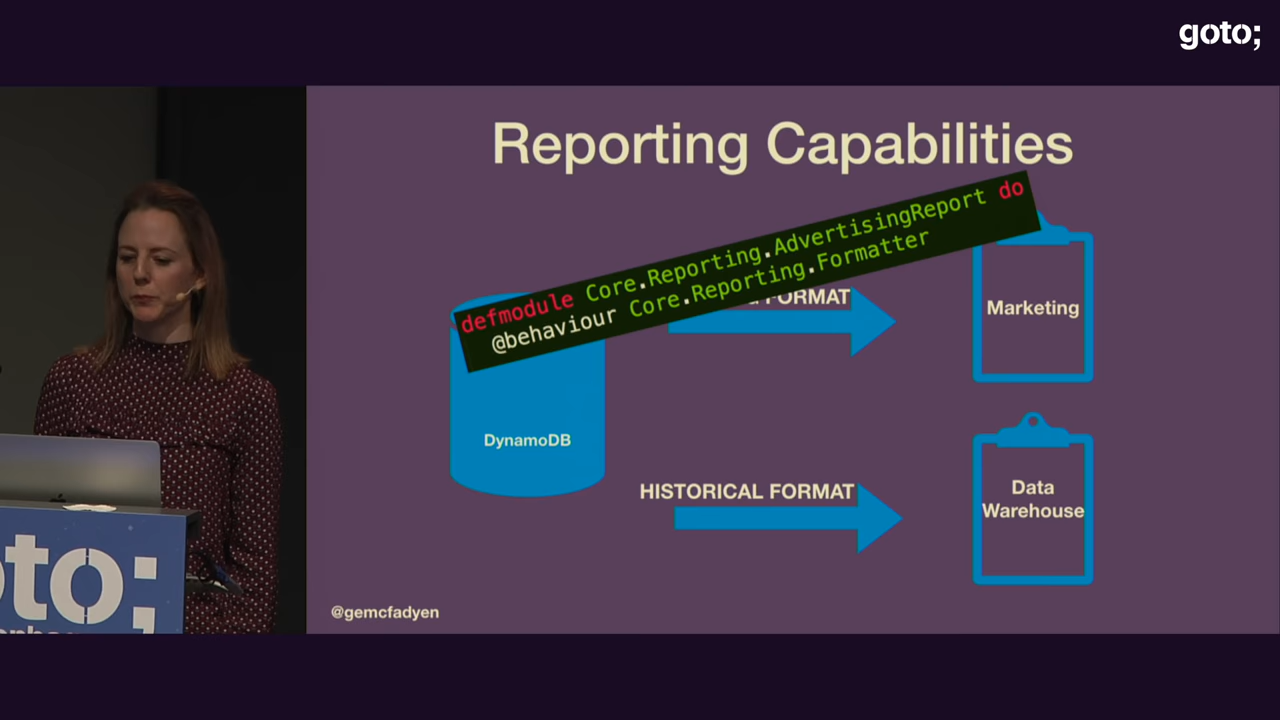 goto;
Reporting Capabilities
defmodule Core.Reporting.AdvertisingReport do
@behaviour Core.Reporting.Formatter
FORMAT
Marketing
DynamoDB
HISTORICAL FORMAT
Data
Warehouse
@gemcfadyen
to;